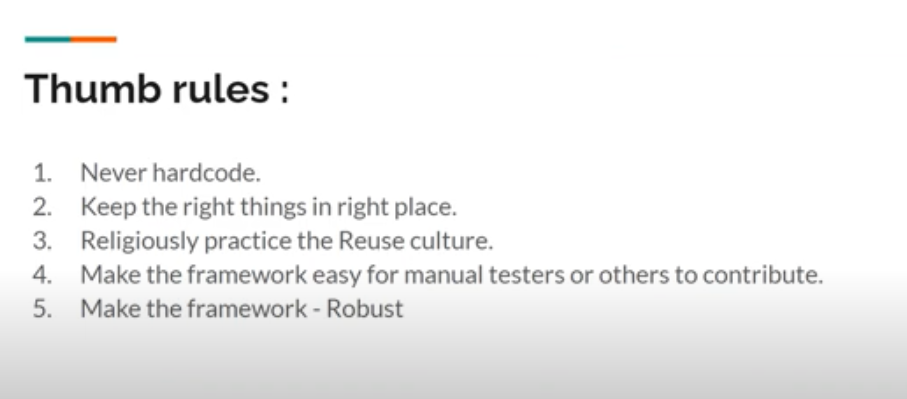 Thumb rules :
1. Never hardcode.
2. Keep the right things in right place.
3. Religiously practice the Reuse culture.
4. Make the framework easy for manual testers or others to contribute.
5. Make the framework - Robust